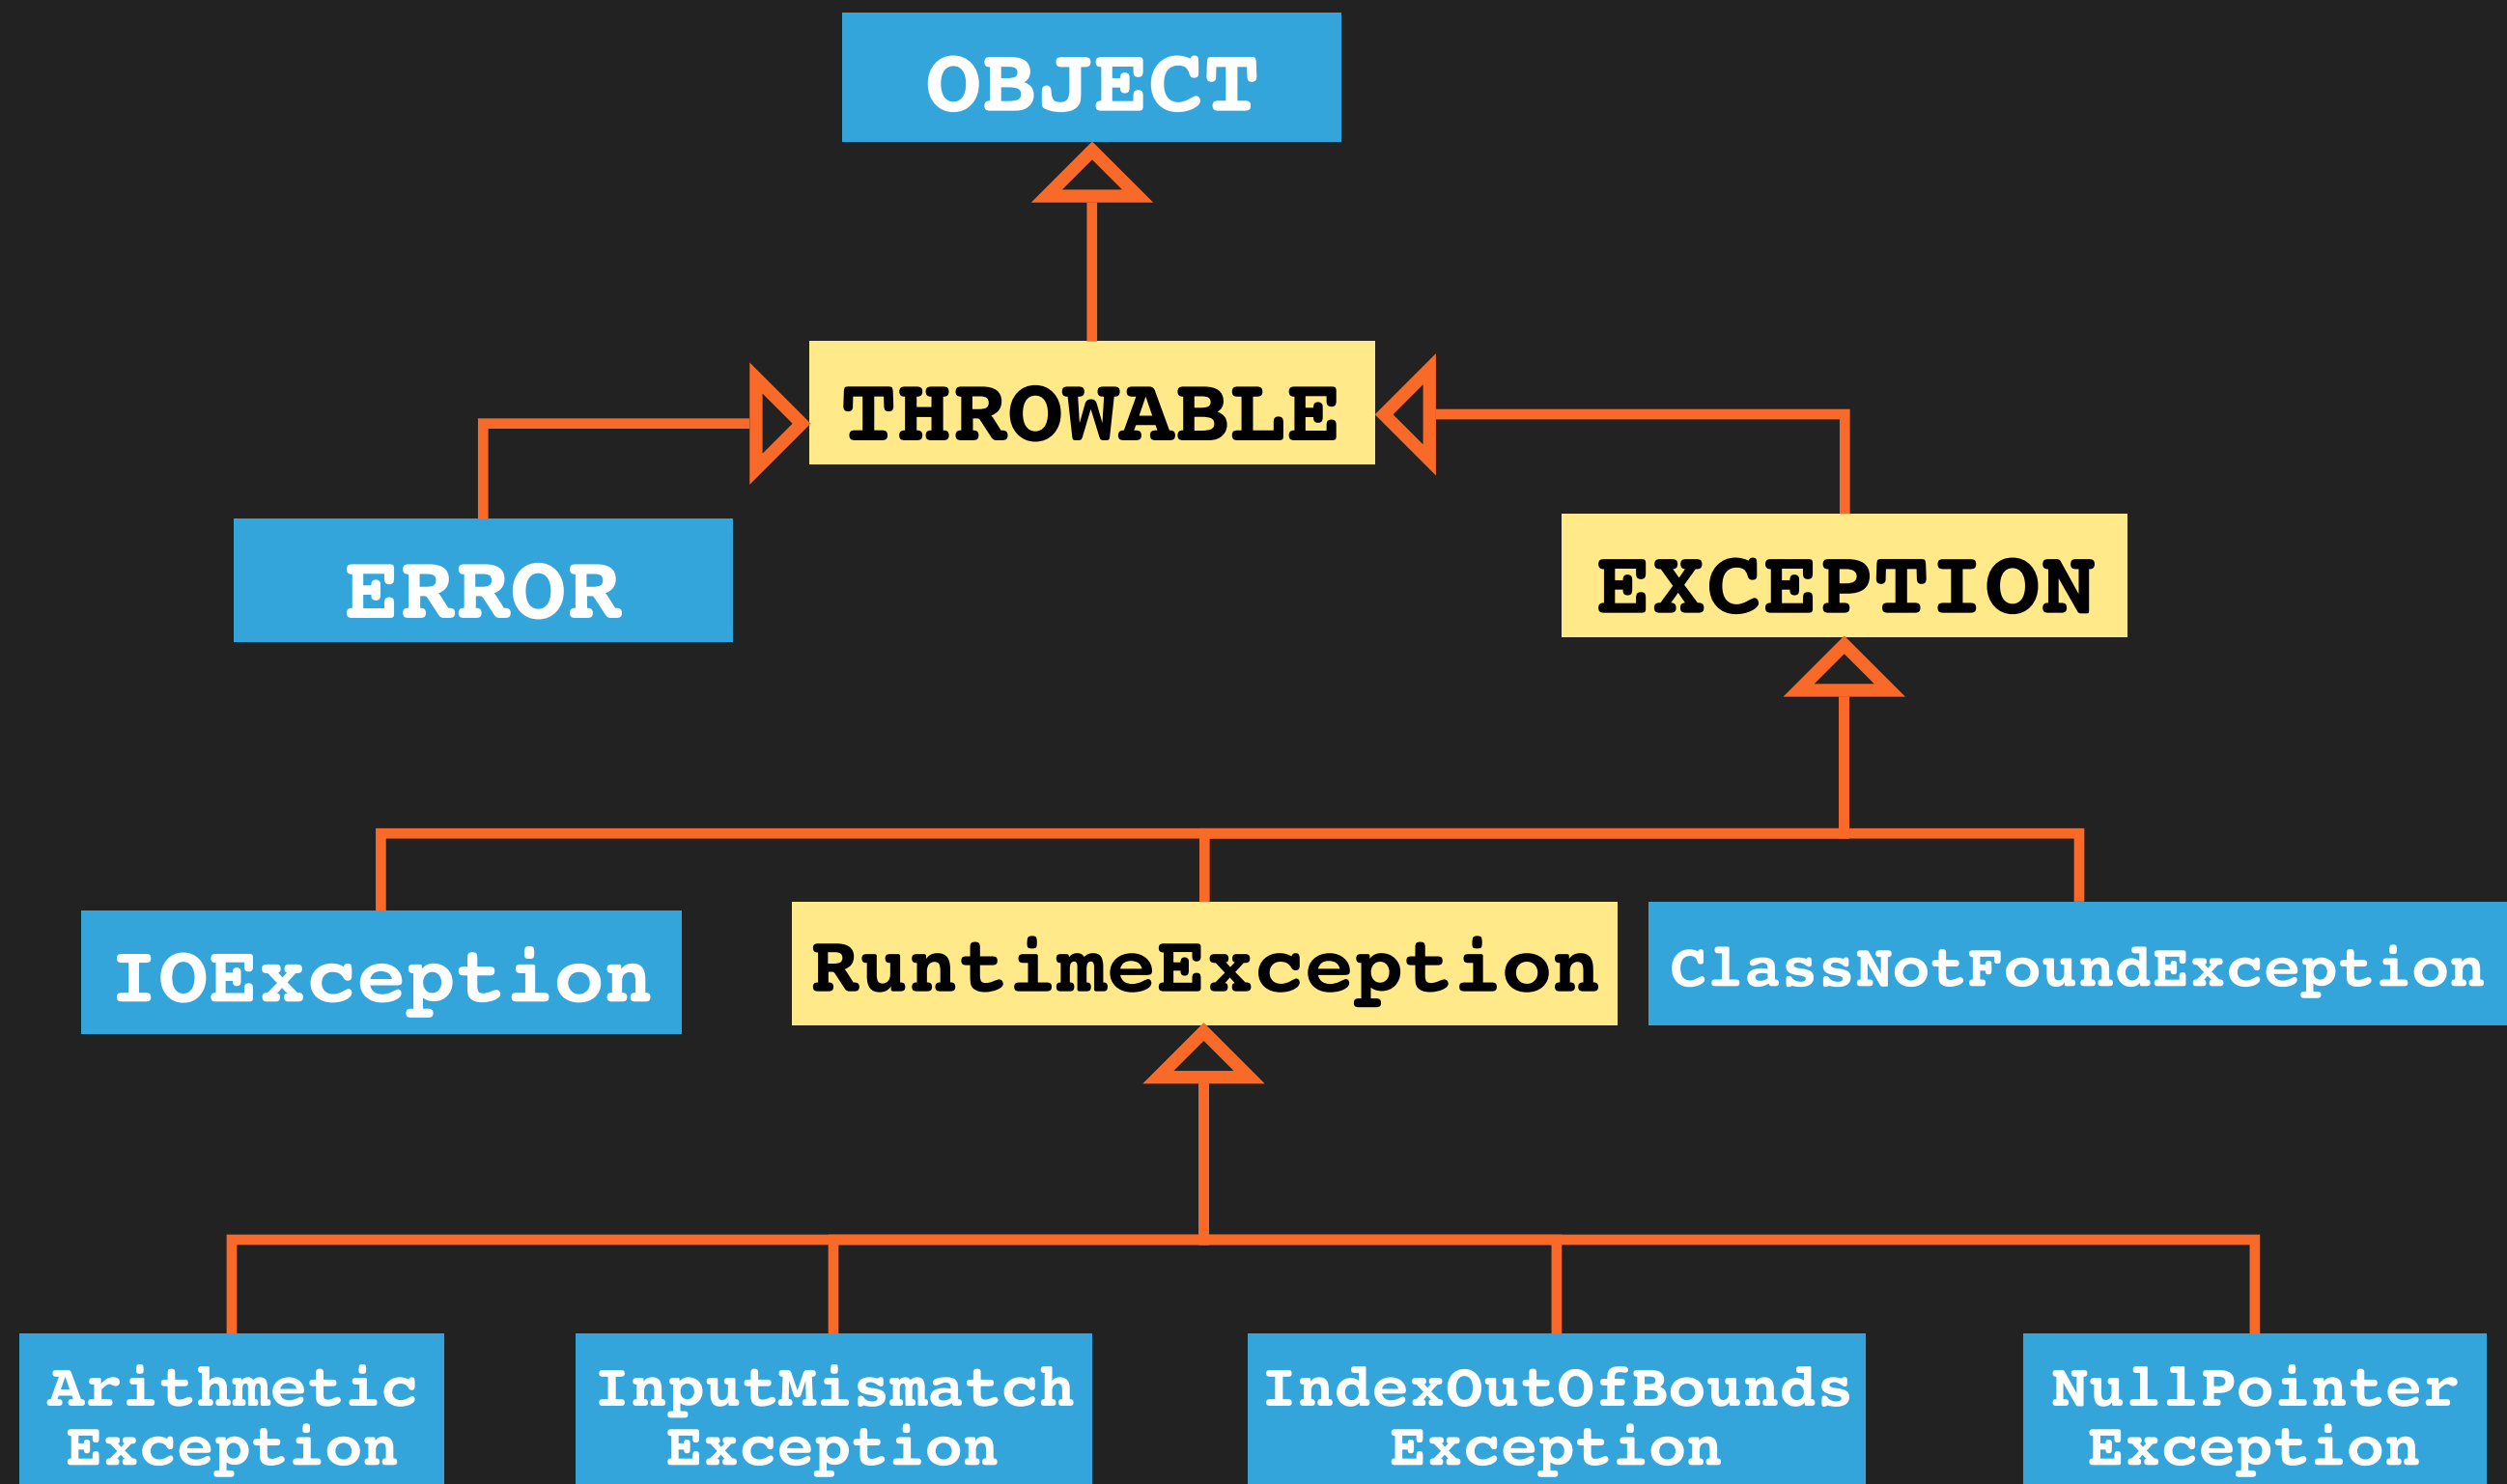 OBJECT
THROWABLE
ERROR
EXCEPTION
IOException
RuntimeException
ClassNotFoundException
Arithmetic
Exception
InputMismatch
Exception
IndexOutOfBoundS
Exception
NullPointer
Exception